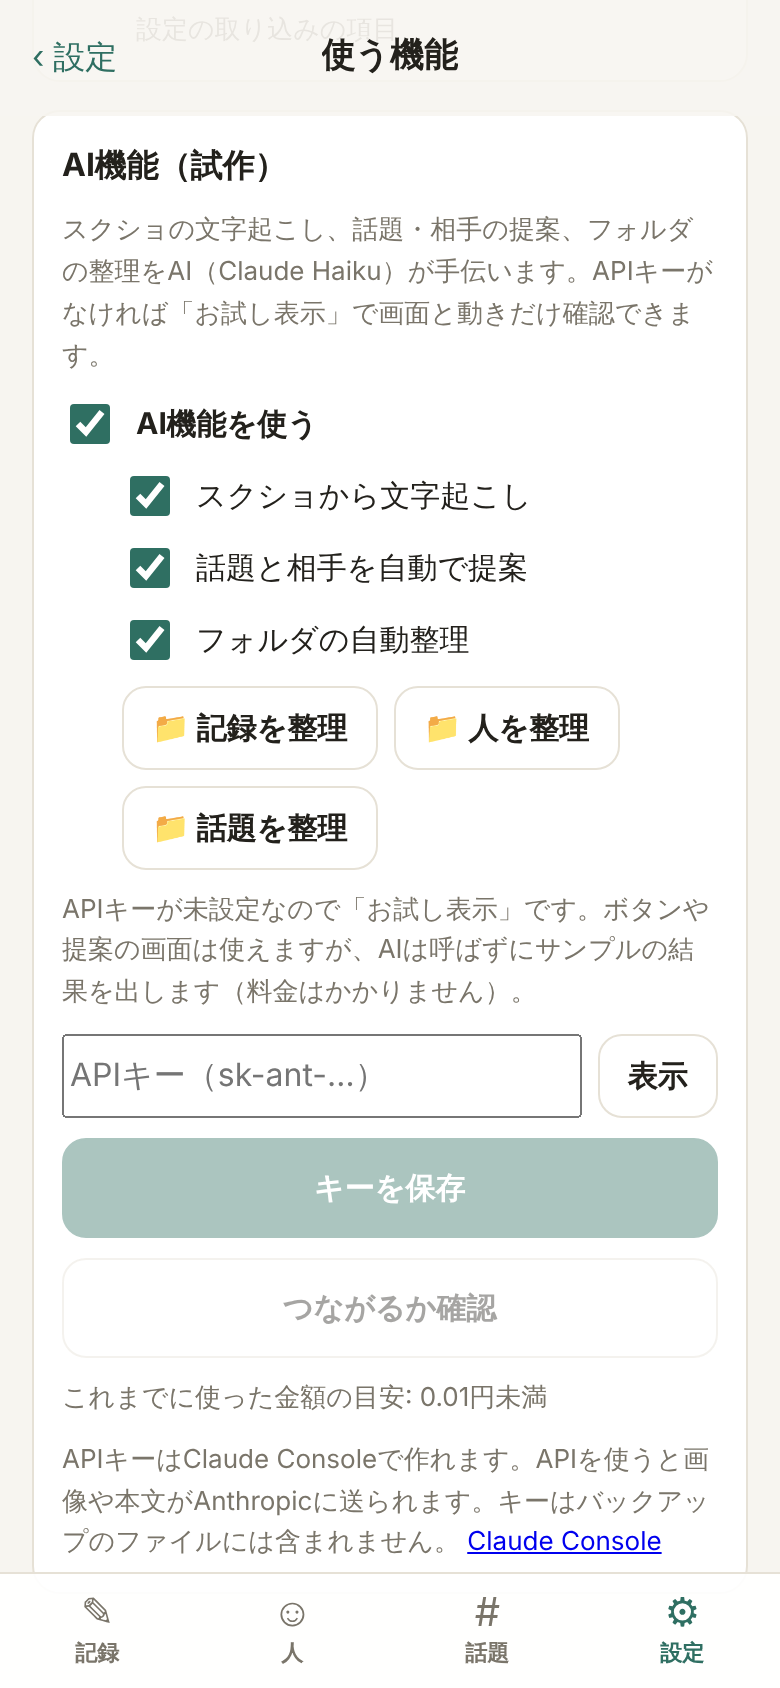 設定の取り込みの項目
‹ 設定
使う機能
AI機能（試作）
スクショの文字起こし、話題・相手の提案、フォルダ
の整理をAI（Claude Haiku）が手伝います。APIキーが
なければ「お試し表示」で画面と動きだけ確認できま
す。
AI機能を使う
スクショから文字起こし
話題と相手を自動で提案
フォルダの自動整理
📁 記録を整理
📁 人を整理
📁 話題を整理
APIキーが未設定なので「お試し表示」です。ボタンや
提案の画面は使えますが、AIは呼ばずにサンプルの結
果を出します（料金はかかりません）。
APIキー（sk-ant-...）
表示
キーを保存
つながるか確認
これまでに使った金額の目安: 0.01円未満
APIキーはClaude Consoleで作れます。APIを使うと画
像や本文がAnthropicに送られます。キーはバックアッ
プのファイルには含まれません。 Claude Console
記録
人
# 話題
設定